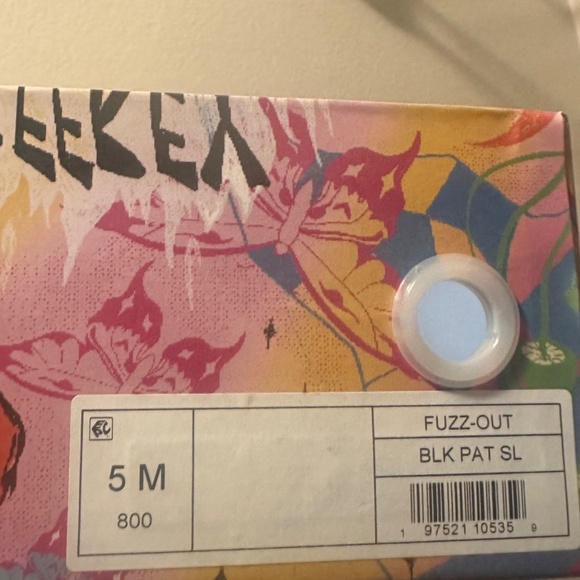 5 M
800
FUZZ-OUT
BLK PAT SL
1 97521 10535 9